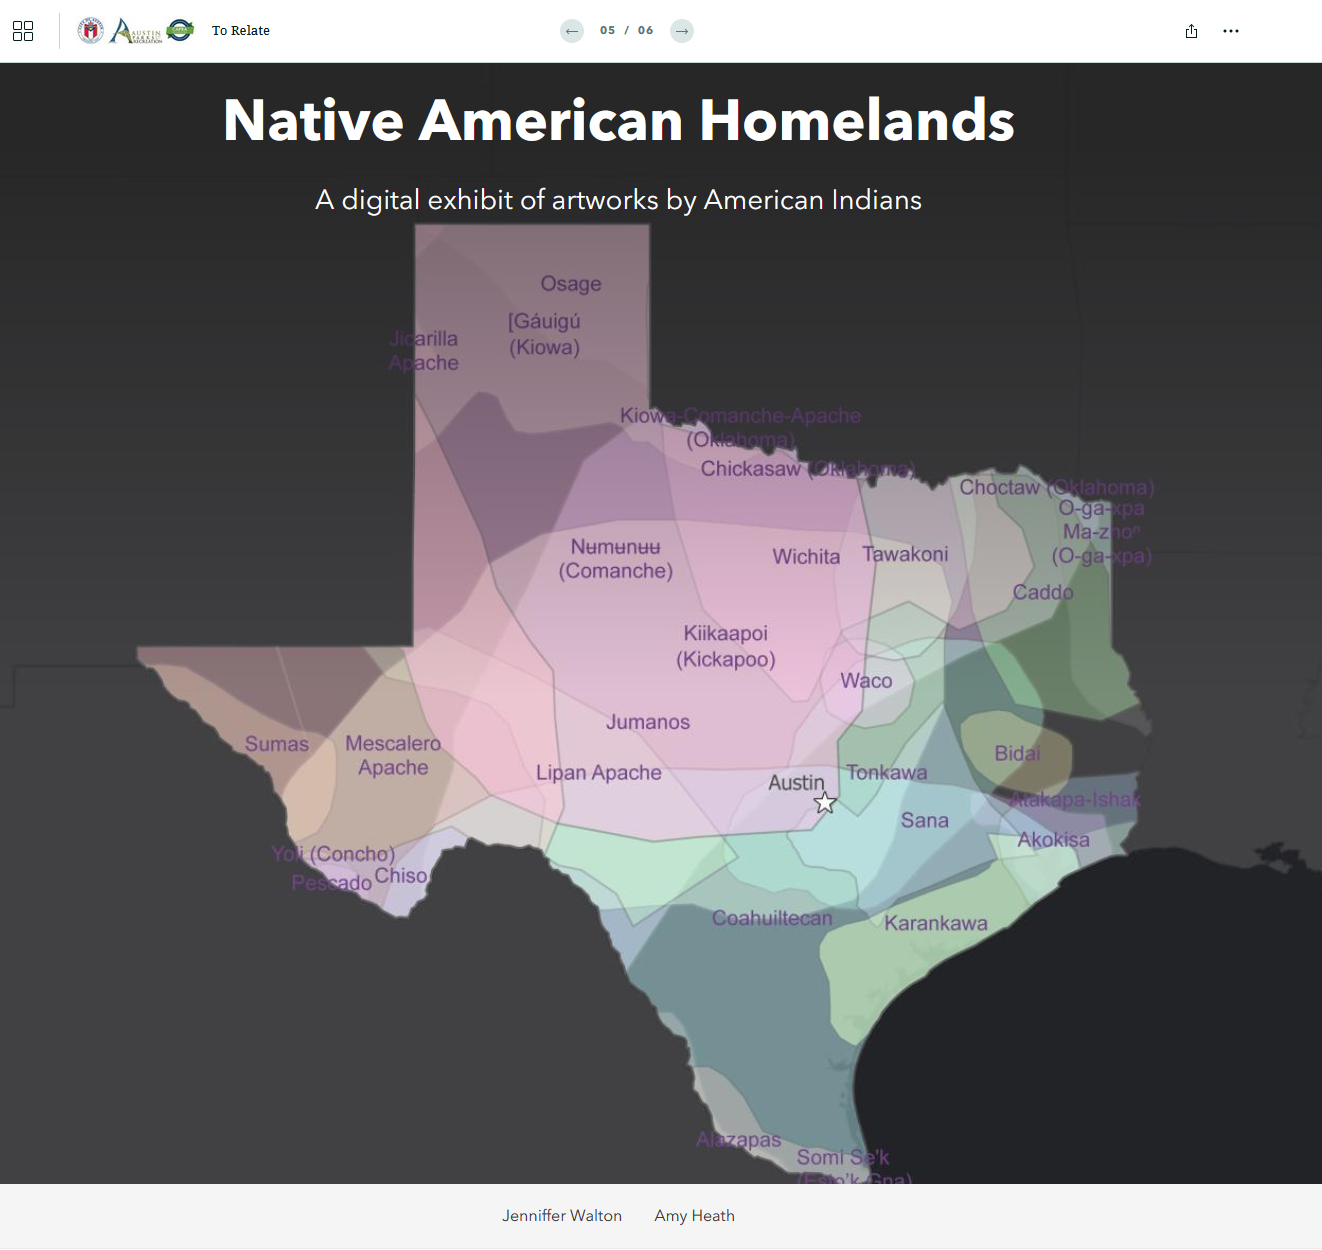 To Relate
05 / 06
Native American Homelands
A digital exhibit of artworks by American Indians
Osage
[Gáuigú
(Kiowa)
Jicarilla
Apache
Kiowa-Comanche-Apache
(Oklahoma)
Chickasaw (Oklahoma)
Choctaw (Oklahoma)
O-ga-xpa
Ma-zhoⁿ
(O-ga-xpa)
Nʉmʉnʉʉ
(Comanche)
Wichita
Tawakoni
Caddo
Kiikaapoi
(Kickapoo)
Waco
Jumanos
Sumas
Mescalero
Apache
Lipan Apache
Austin
Tonkawa
Bidai
Atakapa-Ishak
Sana
Akokisa
Yoli (Concho)
Pescado
Chiso
Coahuiltecan
Karankawa
Alazapas
Somi Se'k
(Esto'k Gna)
Jenniffer Walton
Amy Heath